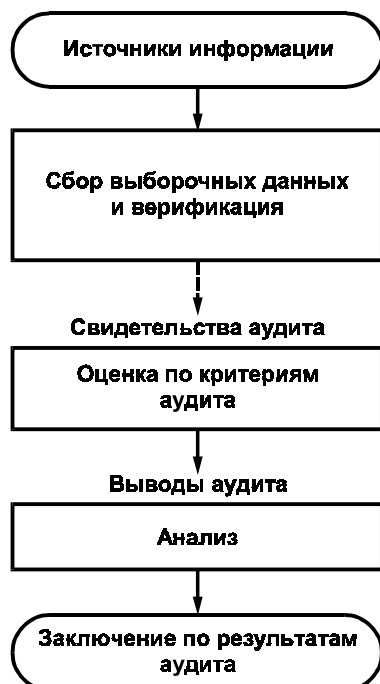 Источники информации
Сбор выборочных данных
и верификация
Свидетельства аудита
Оценка по критериям
аудита
Выводы аудита
Анализ
Заключение по результатам
аудита